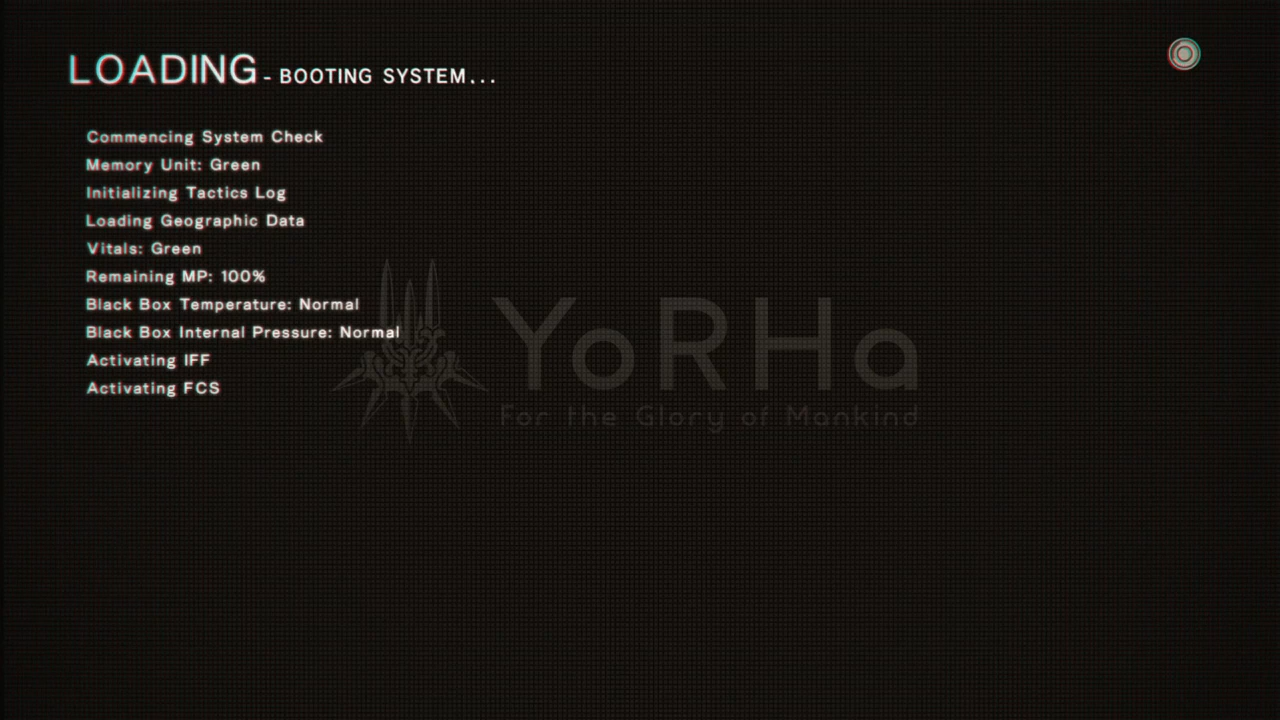 LOADING - BOOTING SYSTEM...
Commencing System Check
Memory Unit: Green
Initializing Tactics Log
Loading Geographic Data
Vitals: Green
Remaining MP: 100%
Black Box Temperature: Normal
Black Box Internal Pressure: Normal
Activating IFF
Activating FCS
YoRHa
For the Glory of Mankind